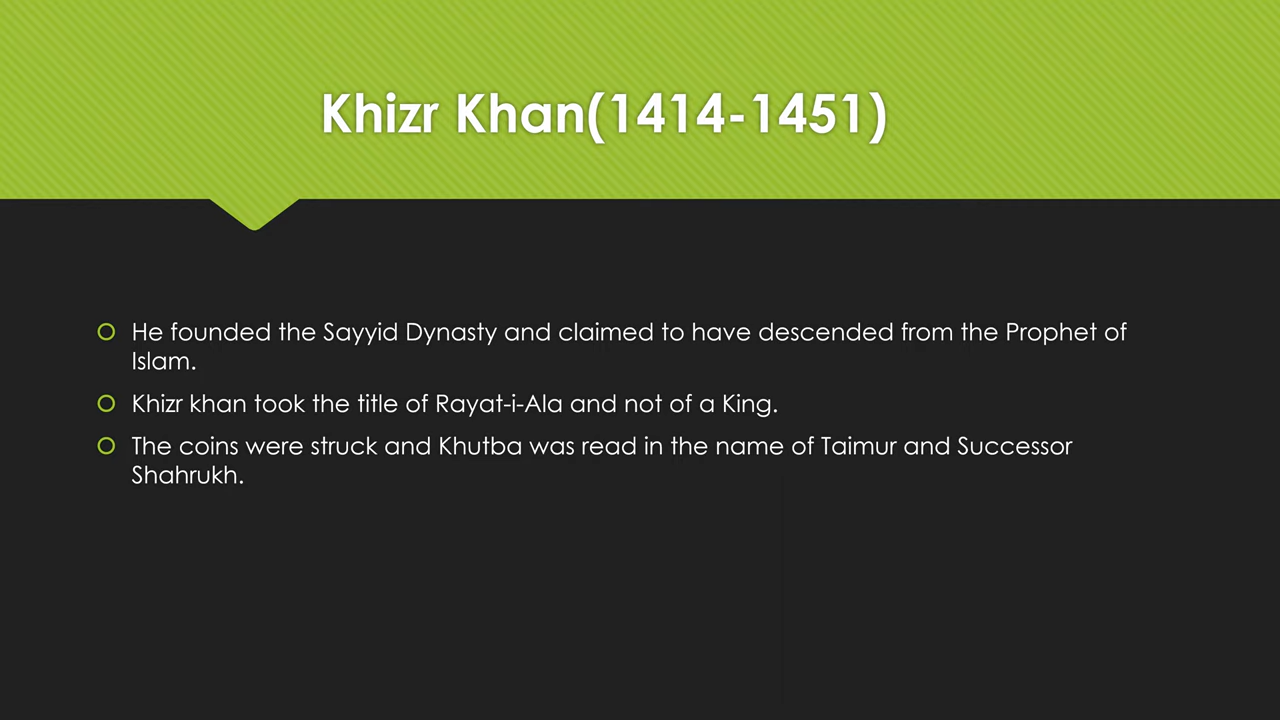 Khizr Khan(1414-1451)
He founded the Sayyid Dynasty and claimed to have descended from the Prophet of
Islam.
Khizr khan took the title of Rayat-i-Ala and not of a King.
The coins were struck and Khutba was read in the name of Taimur and Successor
Shahrukh.